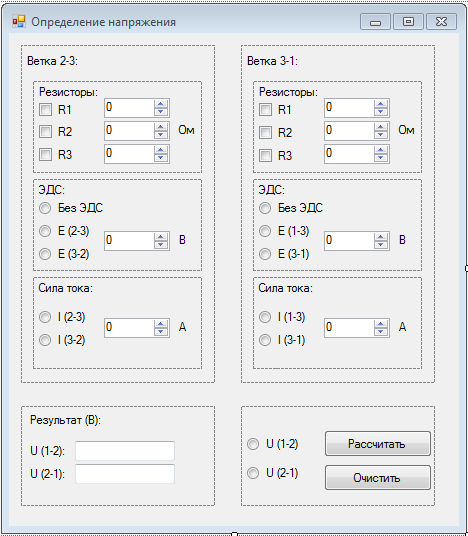 Определение напряжения
Ветка 2-3:
Резисторы:
R1 0
R2 0 Ом
R3 0
ЭДС:
Без ЭДС
E (2-3) 0 В
E (3-2)
Сила тока:
I (2-3) 0 А
I (3-2)
Ветка 3-1:
Резисторы:
R1 0
R2 0 Ом
R3 0
ЭДС:
Без ЭДС
E (1-3) 0 В
E (3-1)
Сила тока:
I (1-3) 0 А
I (3-1)
Результат (В):
U (1-2):
U (2-1):
U (1-2) Рассчитать
U (2-1) Очистить